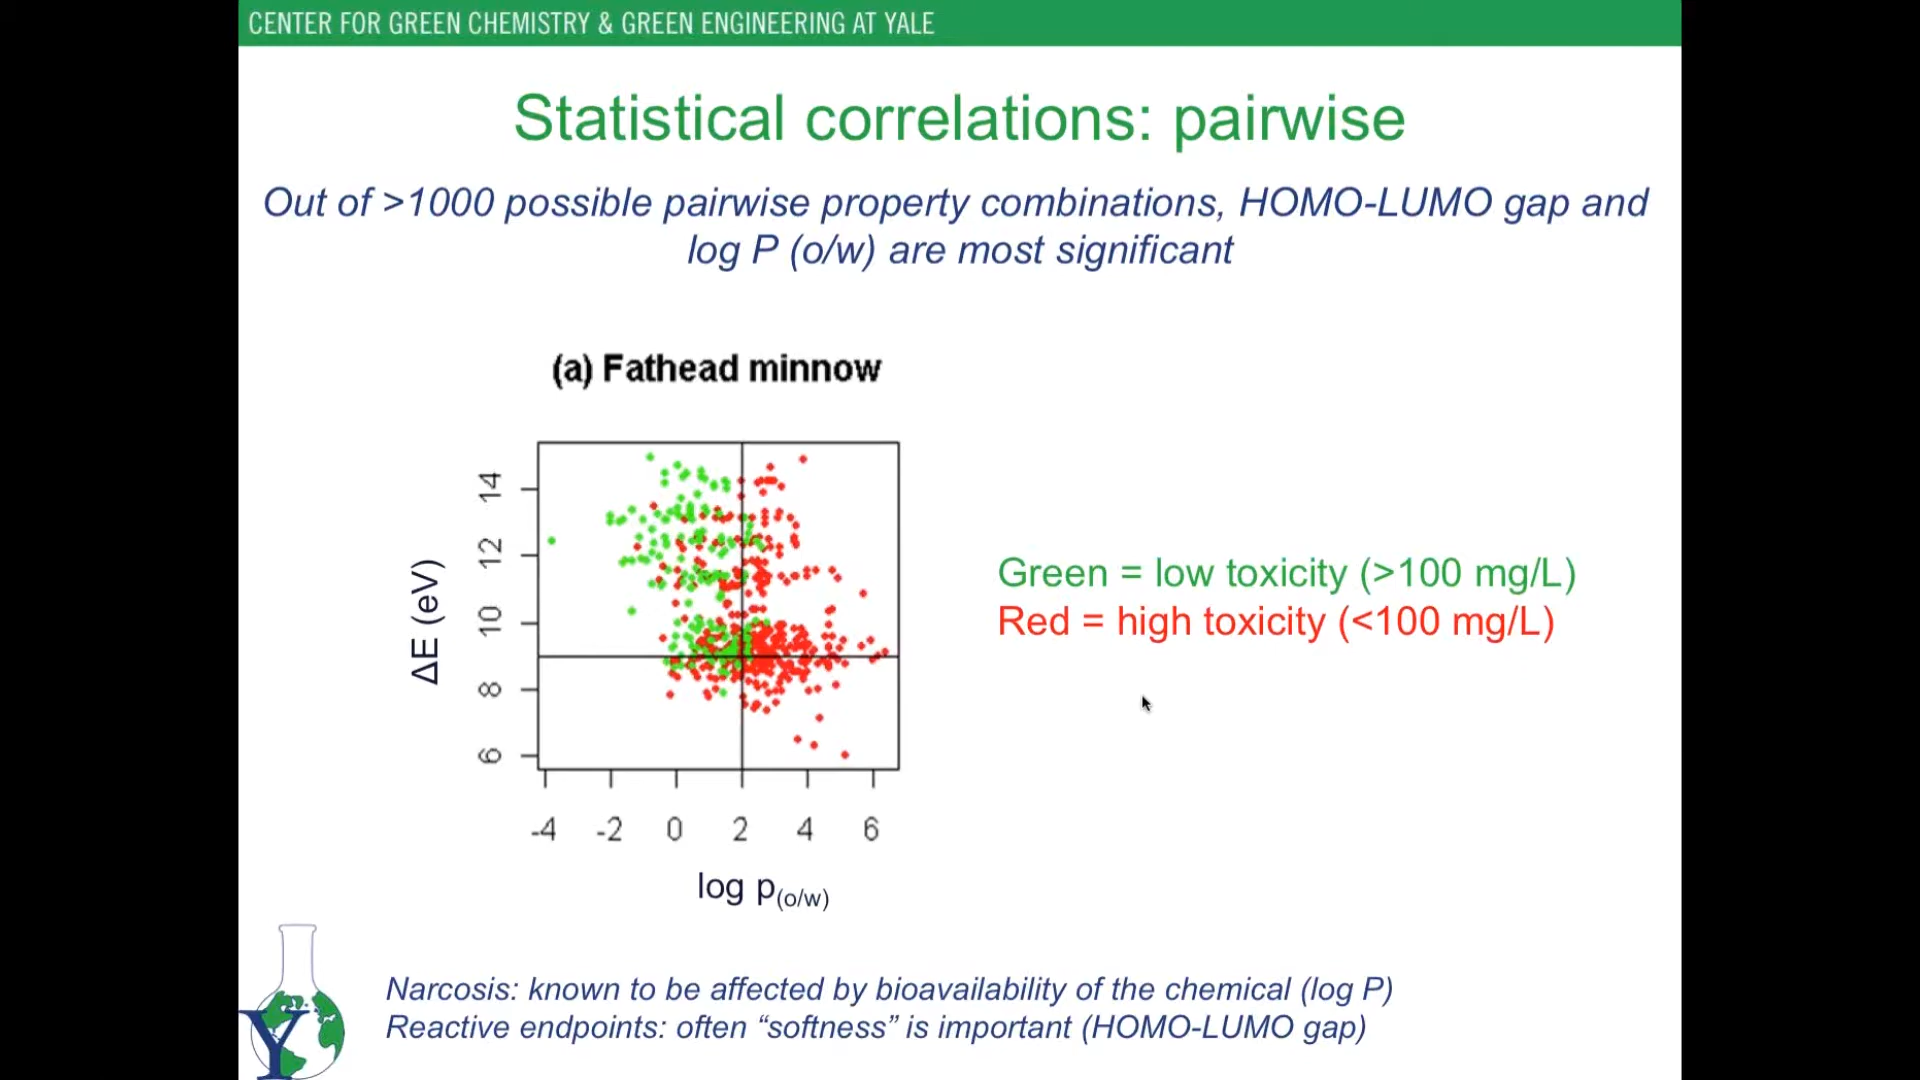 CENTER FOR GREEN CHEMISTRY & GREEN ENGINEERING AT YALE
Statistical correlations: pairwise
Out of >1000 possible pairwise property combinations, HOMO-LUMO gap and
log P (o/w) are most significant
(a) Fathead minnow
14
12
10
8
6
ΔE (eV)
-4 -2 0 2 4 6
log p(o/w)
Green = low toxicity (>100 mg/L)
Red = high toxicity (<100 mg/L)
Narcosis: known to be affected by bioavailability of the chemical (log P)
Reactive endpoints: often “softness” is important (HOMO-LUMO gap)
Y